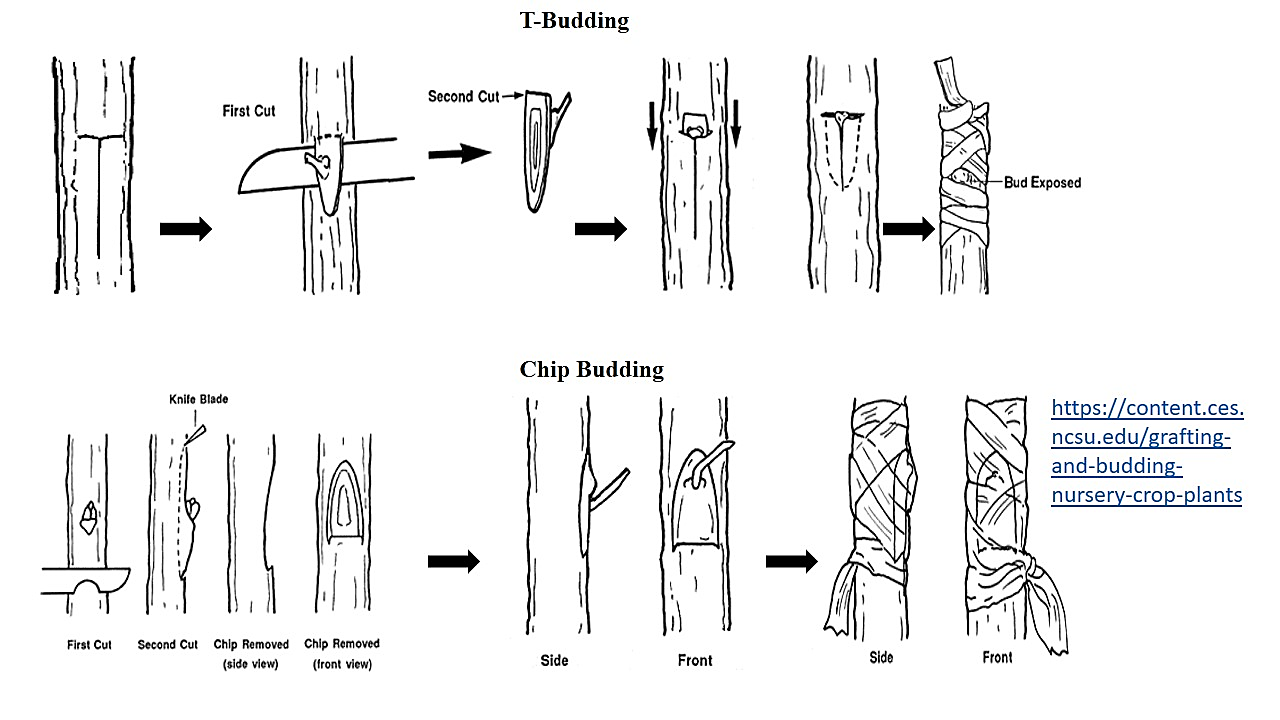 T-Budding
First Cut
Second Cut
Bud Exposed
Chip Budding
Knife Blade
First Cut
Second Cut
Chip Removed
(side view)
Chip Removed
(front view)
Side
Front
Side
Front
https://content.ces.
ncsu.edu/grafting-
and-budding-
nursery-crop-plants